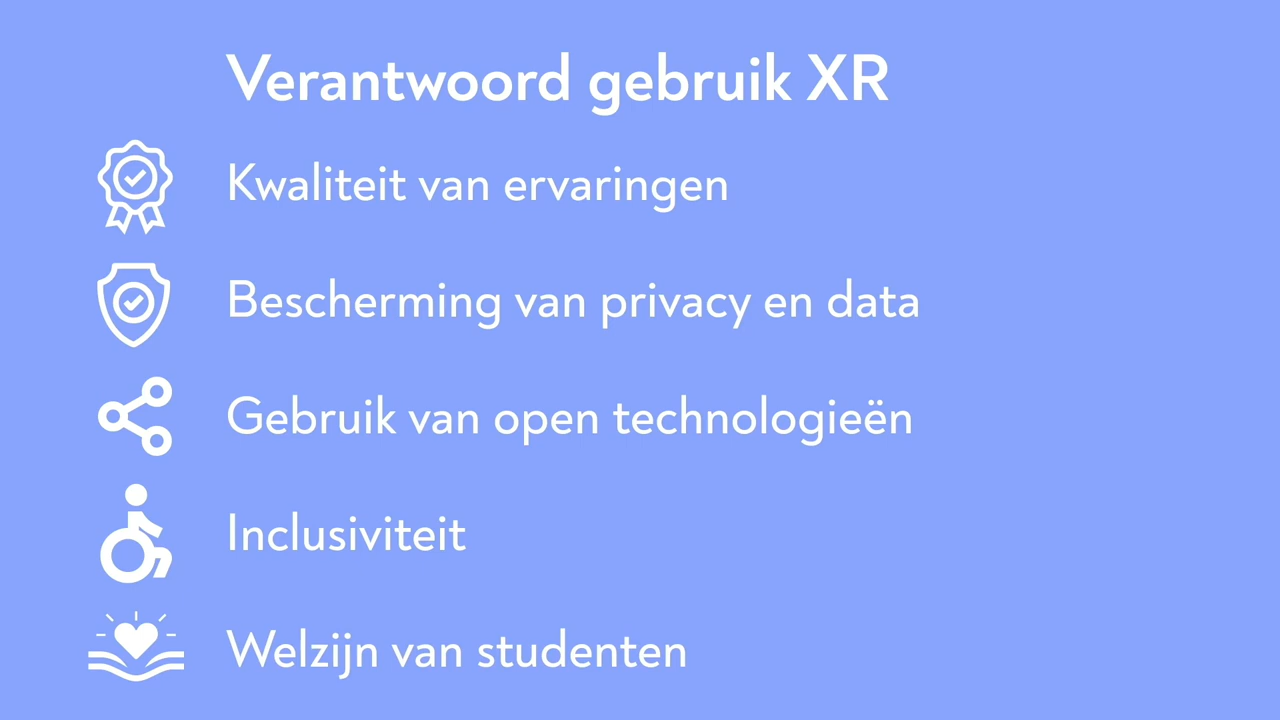 Verantwoord gebruik XR
Kwaliteit van ervaringen
Bescherming van privacy en data
Gebruik van open technologieën
Inclusiviteit
Welzijn van studenten